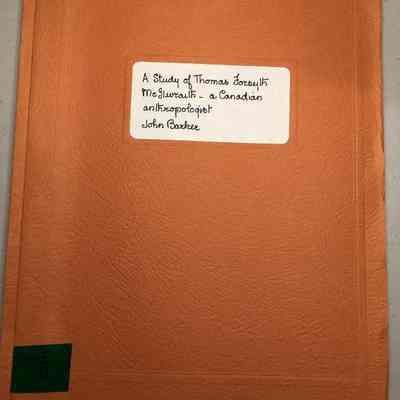 A Study of Thomas Forsyth
McIlwraith - a Canadian
anthropologist
John Barker